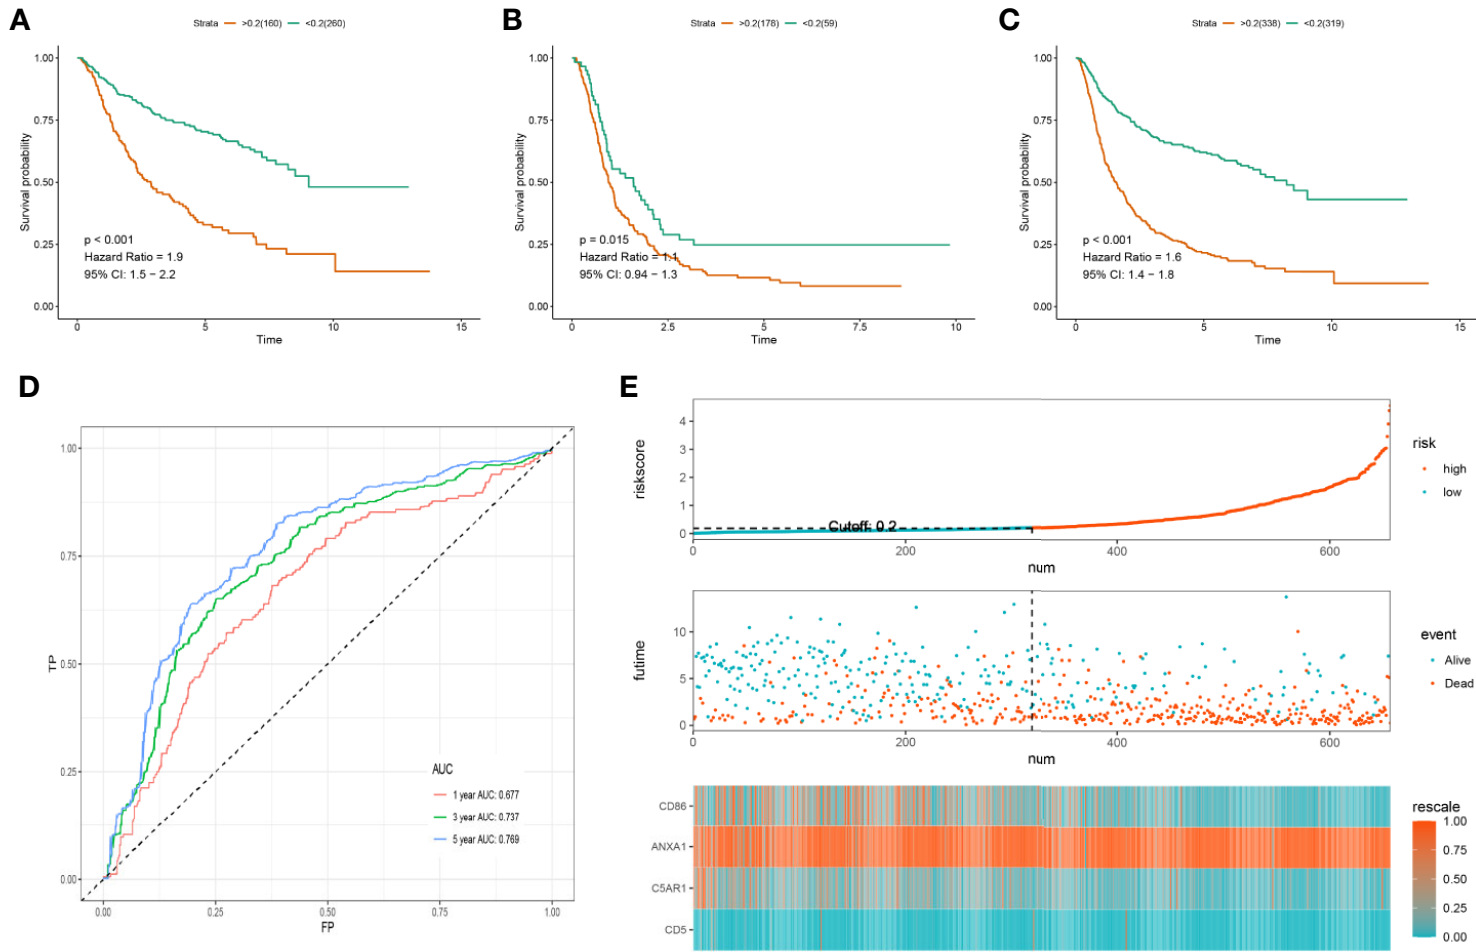 A
Strata >0.2(160) <0.2(260)
Survival probability
1.00
0.75
0.50
0.25
0.00
p < 0.001
Hazard Ratio = 1.9
95% CI: 1.5 − 2.2
0 5 10 15
Time
B
Strata >0.2(178) <0.2(59)
Survival probability
1.00
0.75
0.50
0.25
0.00
p = 0.015
Hazard Ratio = 1.1
95% CI: 0.94 − 1.3
0 2.5 5 7.5 10
Time
C
Strata >0.2(338) <0.2(319)
Survival probability
1.00
0.75
0.50
0.25
0.00
p < 0.001
Hazard Ratio = 1.6
95% CI: 1.4 − 1.8
0 5 10 15
Time
D
TP
1.00
0.75
0.50
0.25
0.00
AUC
1 year AUC: 0.677
3 year AUC: 0.737
5 year AUC: 0.769
0.00 0.25 0.50 0.75 1.00
FP
E
riskscore
4
3
2
1
0
Cutoff: 0.2
0 200 400 600
num
risk
high
low
futime
10
5
0
0 200 400 600
num
event
Alive
Dead
CD86
ANXA1
C5AR1
CD5
rescale
1.00
0.75
0.50
0.25
0.00